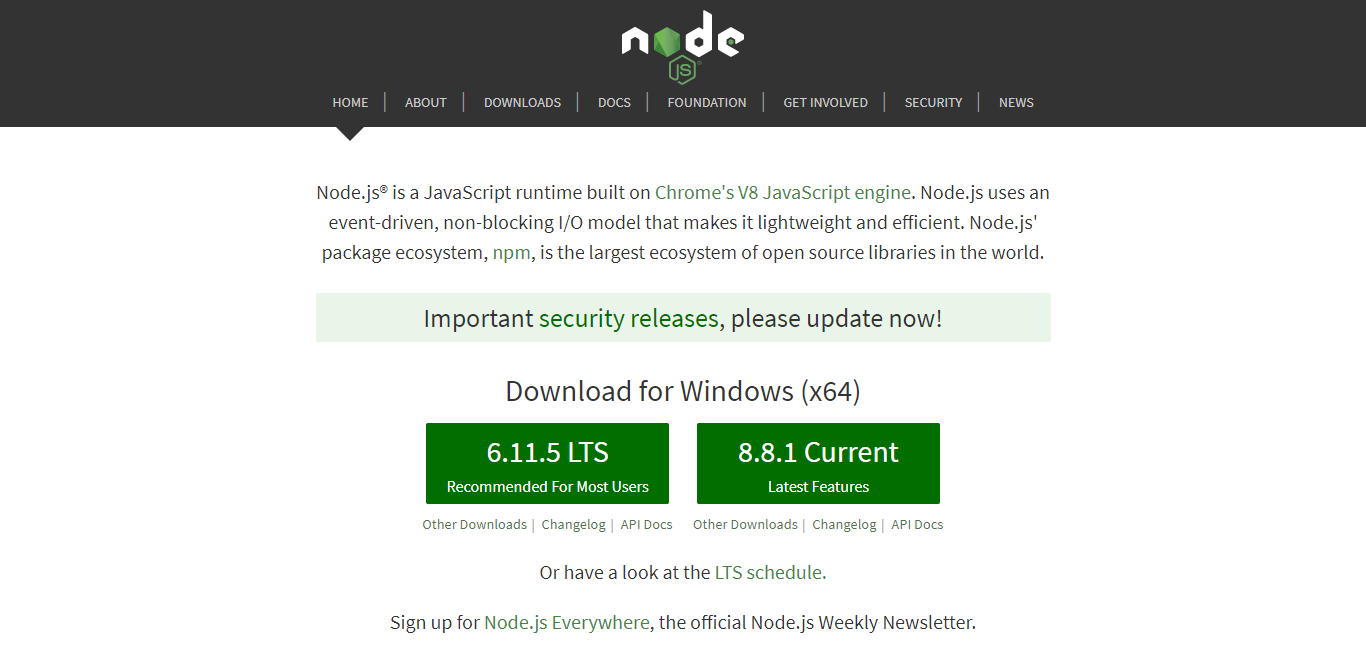 node
JS
HOME | ABOUT | DOWNLOADS | DOCS | FOUNDATION | GET INVOLVED | SECURITY | NEWS
Node.js® is a JavaScript runtime built on Chrome's V8 JavaScript engine. Node.js uses an
event-driven, non-blocking I/O model that makes it lightweight and efficient. Node.js'
package ecosystem, npm, is the largest ecosystem of open source libraries in the world.
Important security releases, please update now!
Download for Windows (x64)
6.11.5 LTS
Recommended For Most Users
8.8.1 Current
Latest Features
Other Downloads | Changelog | API Docs
Other Downloads | Changelog | API Docs
Or have a look at the LTS schedule.
Sign up for Node.js Everywhere, the official Node.js Weekly Newsletter.